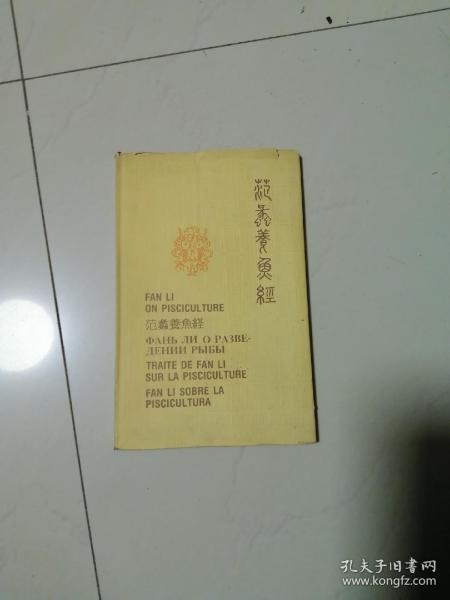 范蠡養魚經
FAN LI
ON PISCICULTURE
范蠡養魚経
ФАНЬ ЛИ О РАЗВЕ-
ДЕНИИ РЫБЫ
TRAITE DE FAN LI
SUR LA PISCICULTURE
FAN LI SOBRE LA
PISCICULTURA
孔夫子旧书网
www.kongfz.com